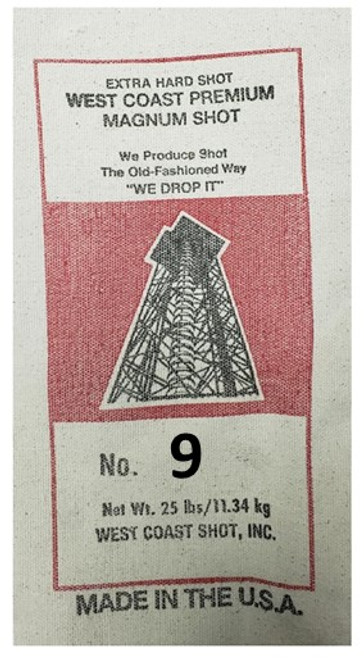 EXTRA HARD SHOT
WEST COAST PREMIUM
MAGNUM SHOT
We Produce Shot
The Old-Fashioned Way
"WE DROP IT"
No. 9
Net Wt. 25 lbs/11.34 kg
WEST COAST SHOT, INC.
MADE IN THE U.S.A.